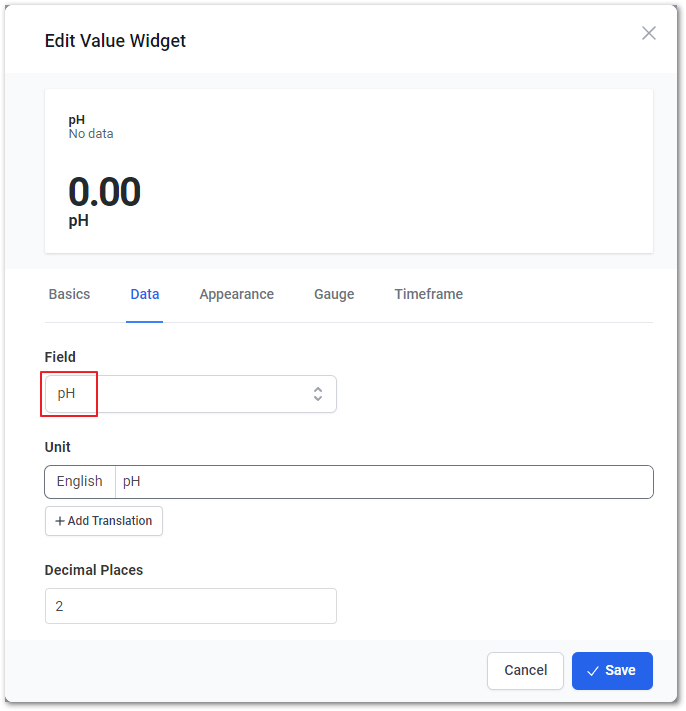 Edit Value Widget
pH
No data
0.00
pH
Basics Data Appearance Gauge Timeframe
Field
pH
Unit
English pH
+ Add Translation
Decimal Places
2
Cancel Save